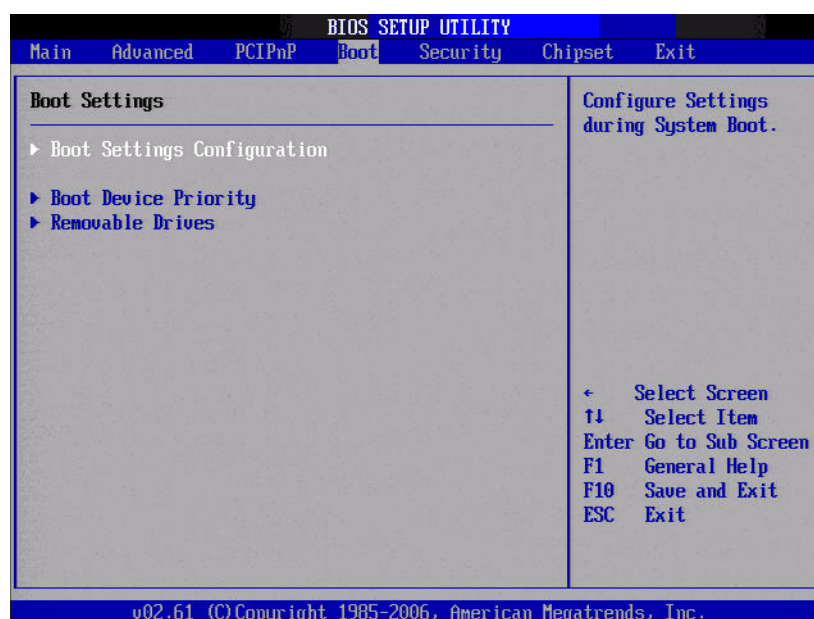 BIOS SETUP UTILITY
Main Advanced PCIPnP Boot Security Chipset Exit
Boot Settings
▶ Boot Settings Configuration
▶ Boot Device Priority
▶ Removable Drives
Configure Settings
during System Boot.
← Select Screen
↑↓ Select Item
Enter Go to Sub Screen
F1 General Help
F10 Save and Exit
ESC Exit
v02.61 (C)Copyright 1985-2006, American Megatrends, Inc.